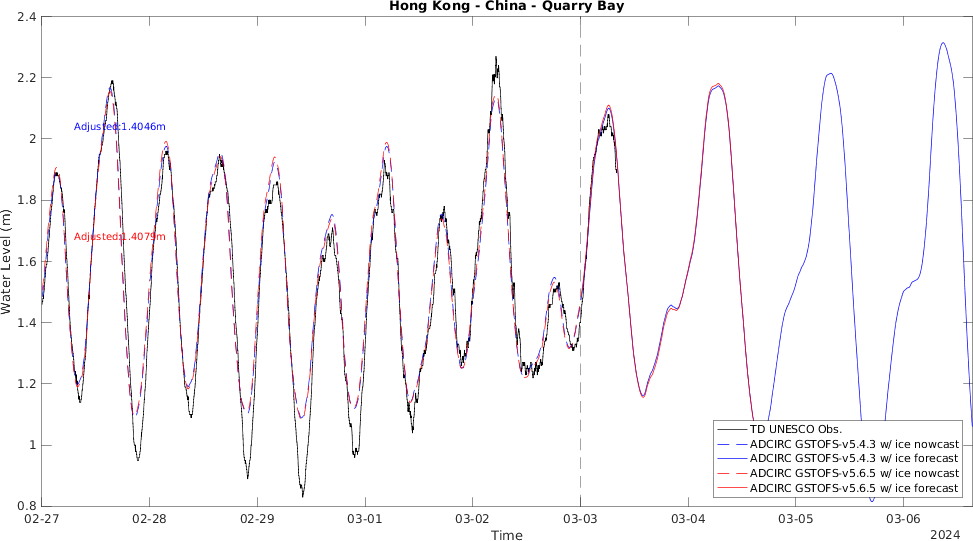 Hong Kong - China - Quarry Bay
2.4
2.2
2
1.8
1.6
1.4
1.2
1
0.8
Water Level (m)
Adjusted:1.4046m
Adjusted:1.4079m
TD UNESCO Obs.
ADCIRC GSTOFS-v5.4.3 w/ ice nowcast
ADCIRC GSTOFS-v5.4.3 w/ ice forecast
ADCIRC GSTOFS-v5.6.5 w/ ice nowcast
ADCIRC GSTOFS-v5.6.5 w/ ice forecast
02-27 02-28 02-29 03-01 03-02 03-03 03-04 03-05 03-06
Time
2024